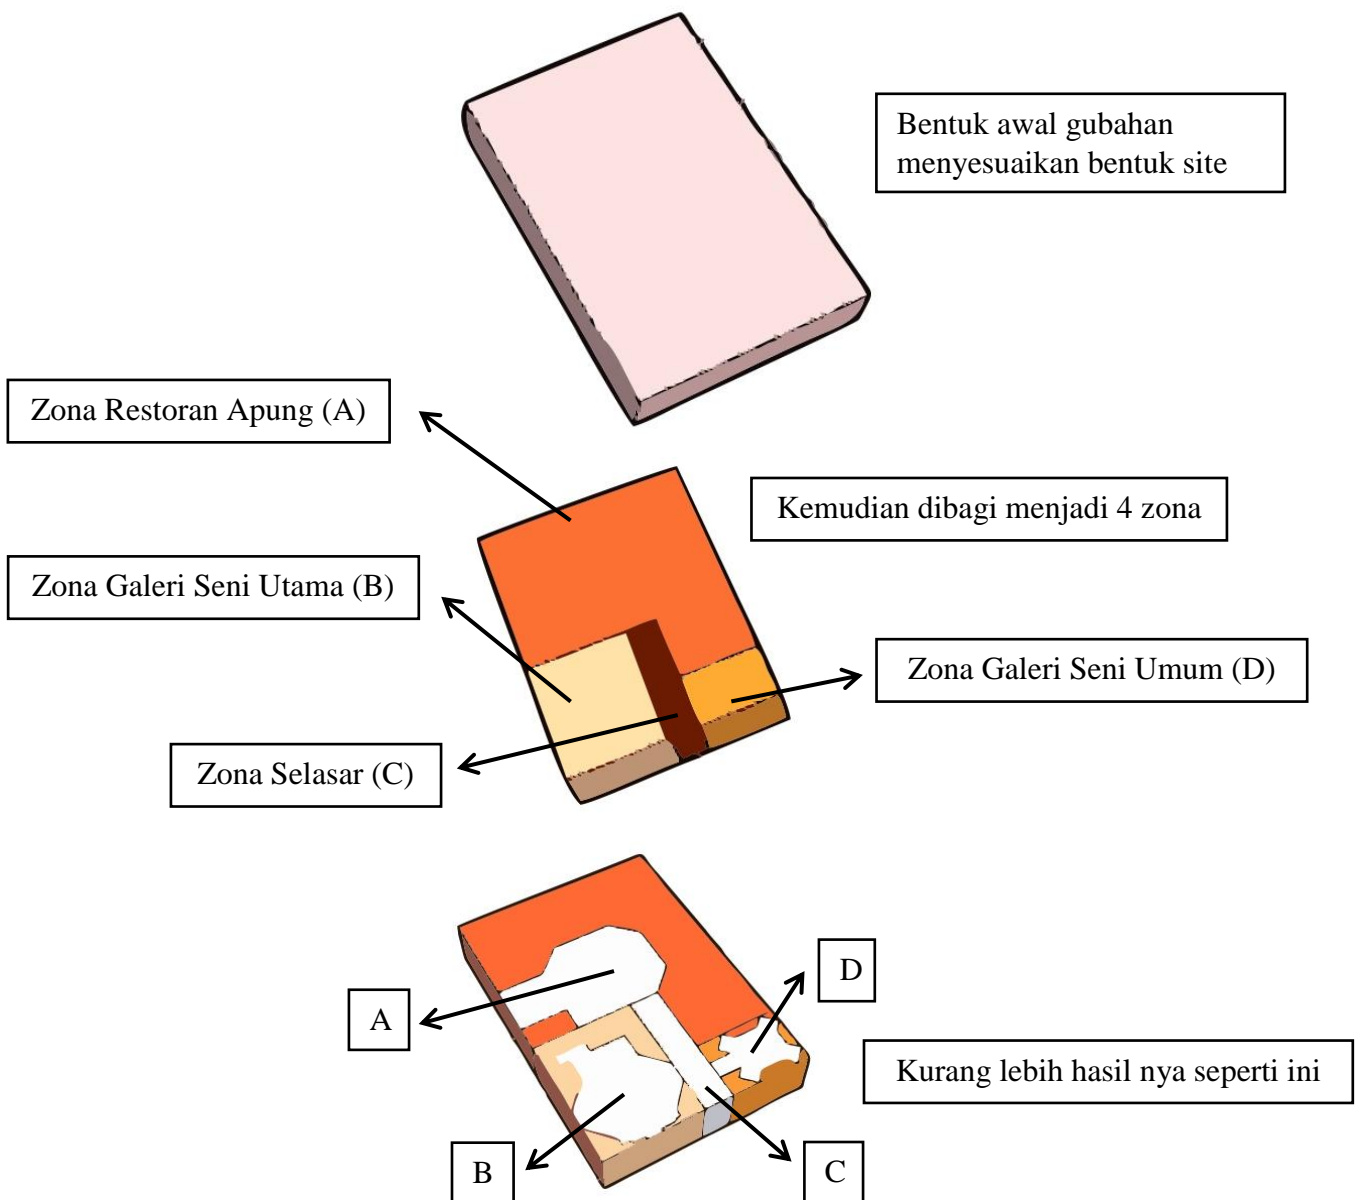 Bentuk awal gubahan
menyesuaikan bentuk site
Zona Restoran Apung (A)
Kemudian dibagi menjadi 4 zona
Zona Galeri Seni Utama (B)
Zona Galeri Seni Umum (D)
Zona Selasar (C)
D
A
Kurang lebih hasil nya seperti ini
B
C